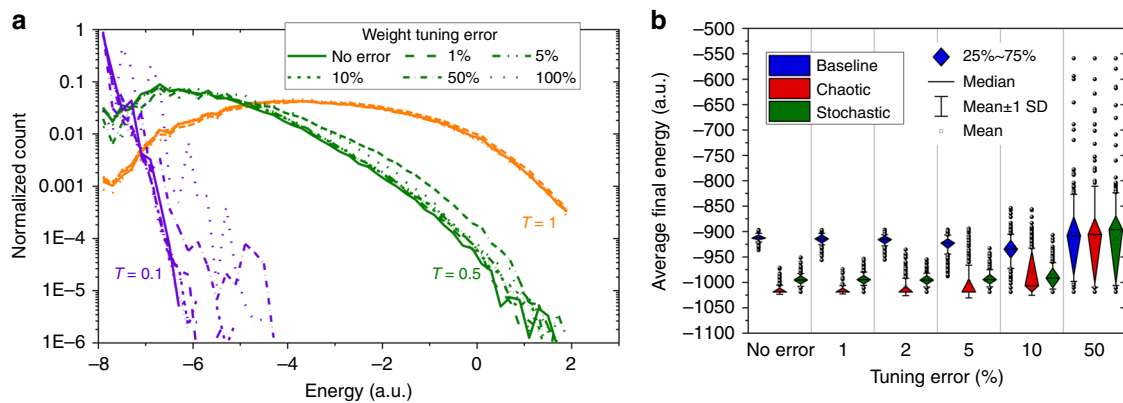 a
Weight tuning error
No error 1% 5%
10% 50% 100%
1
0.1
0.01
0.001
1E–4
1E–5
1E–6
Normalized count
T = 0.1
T = 0.5
T = 1
–8 –6 –4 –2 0 2
Energy (a.u.)
b
–500
–550
–600
–650
–700
–750
–800
–850
–900
–950
–1000
–1050
–1100
Average final energy (a.u.)
Baseline
Chaotic
Stochastic
25%~75%
Median
Mean±1 SD
Mean
No error 1 2 5 10 50
Tuning error (%)